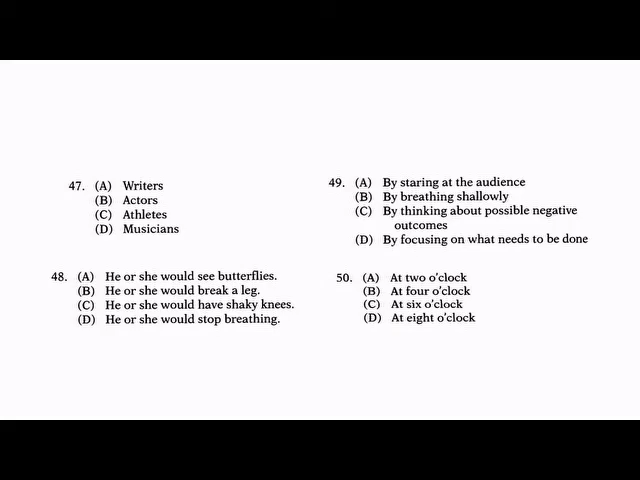 47. (A) Writers
(B) Actors
(C) Athletes
(D) Musicians
48. (A) He or she would see butterflies.
(B) He or she would break a leg.
(C) He or she would have shaky knees.
(D) He or she would stop breathing.
49. (A) By staring at the audience
(B) By breathing shallowly
(C) By thinking about possible negative
outcomes
(D) By focusing on what needs to be done
50. (A) At two o'clock
(B) At four o'clock
(C) At six o'clock
(D) At eight o'clock